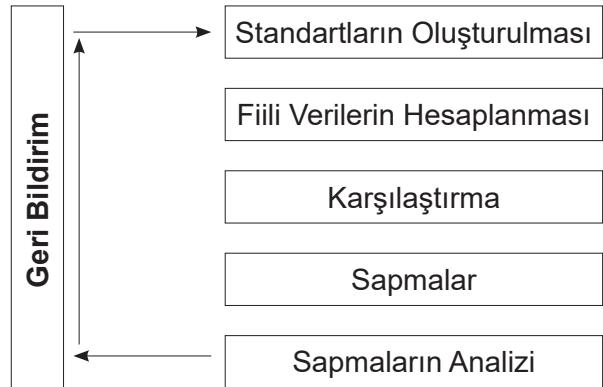 Geri Bildirim
Standartların Oluşturulması
Fiili Verilerin Hesaplanması
Karşılaştırma
Sapmalar
Sapmaların Analizi